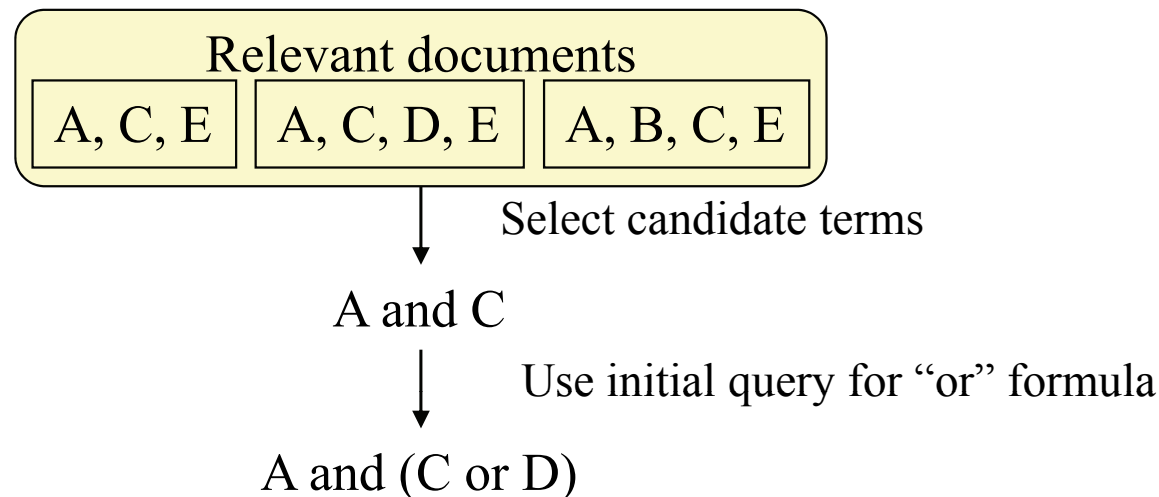 Relevant documents
A, C, E
A, C, D, E
A, B, C, E
Select candidate terms
A and C
Use initial query for “or” formula
A and (C or D)